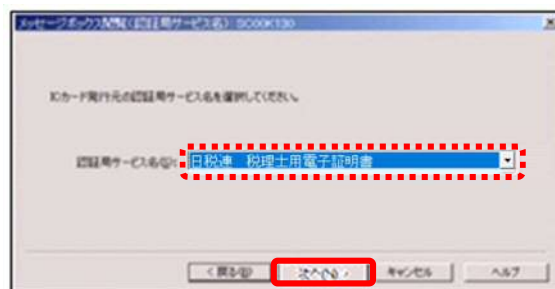 メッセージボックス閲覧(認証局サービス名) SC00K130
ICカード発行元の認証局サービス名を選択してください。
認証局サービス名(S): 日税連 税理士用電子証明書
< 戻る(B) 次へ(N) > キャンセル ヘルプ